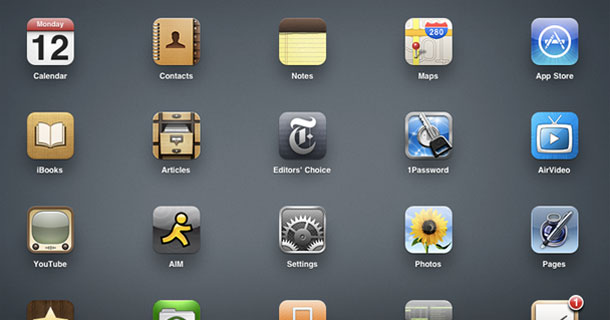 Monday
12
280
Calendar
Contacts
Notes
Maps
App Store
iBooks
Articles
Editors' Choice
1Password
AirVideo
YouTube
AIM
Settings
Photos
Pages
1